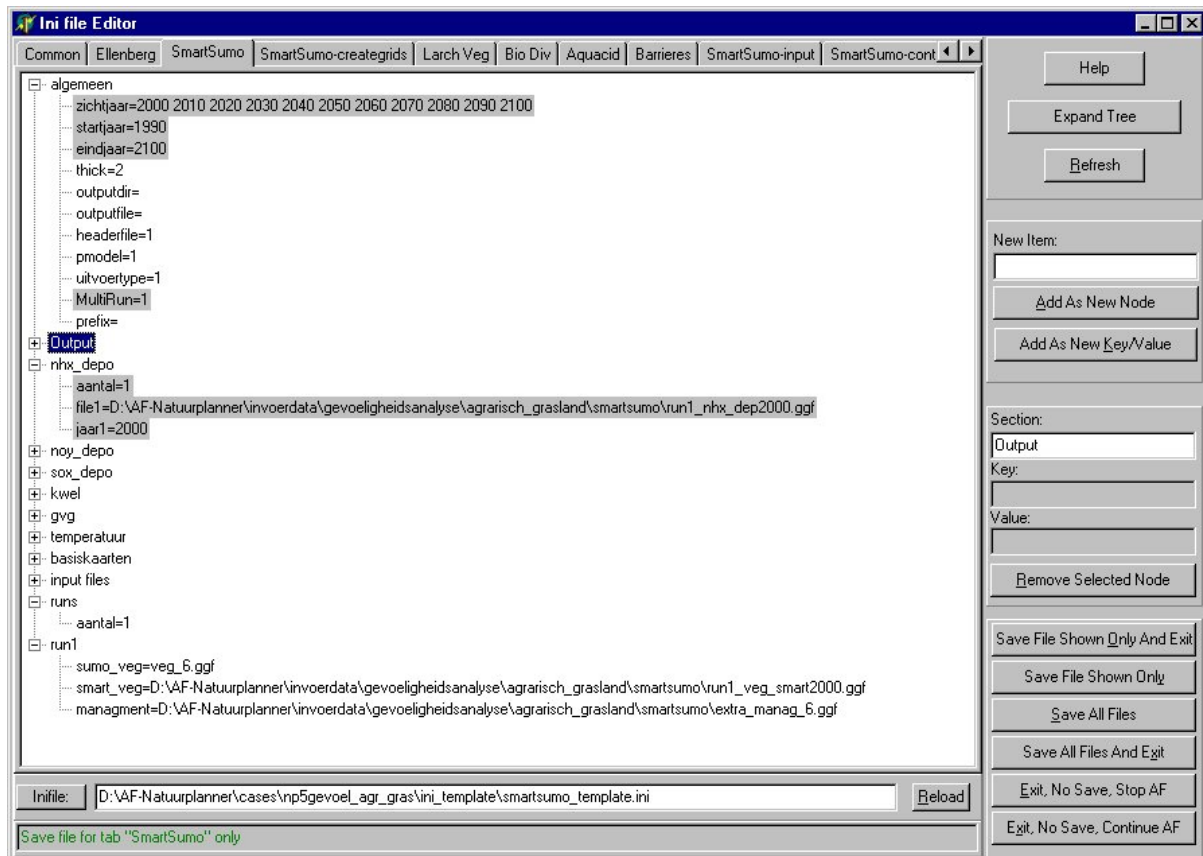 Ini file Editor
Common Ellenberg SmartSumo SmartSumo-creategrids Larch Veg Bio Div Aquacid Barrieres SmartSumo-input SmartSumo-cont
algemeen
zichtjaar=2000 2010 2020 2030 2040 2050 2060 2070 2080 2090 2100
startjaar=1990
eindjaar=2100
thick=2
outputdir=
outputfile=
headerfile=1
pmodel=1
uitvoertype=1
MultiRun=1
prefix=
Output
nhx_depo
aantal=1
file1=D:\AF-Natuurplanner\invoerdata\gevoeligheidsanalyse\agrarisch_grasland\smartsumo\run1_nhx_dep2000.ggf
jaar1=2000
noy_depo
sox_depo
kwel
gvg
temperatuur
basiskaarten
input files
runs
aantal=1
run1
sumo_veg=veg_6.ggf
smart_veg=D:\AF-Natuurplanner\invoerdata\gevoeligheidsanalyse\agrarisch_grasland\smartsumo\run1_veg_smart2000.ggf
managment=D:\AF-Natuurplanner\invoerdata\gevoeligheidsanalyse\agrarisch_grasland\smartsumo\extra_manag_6.ggf
Inifile: D:\AF-Natuurplanner\cases\np5gevoel_agr_gras\ini_template\smartsumo_template.ini Reload
Save file for tab "SmartSumo" only
Help
Expand Tree
Refresh
New Item:
Add As New Node
Add As New Key/Value
Section:
Output
Key:
Value:
Remove Selected Node
Save File Shown Only And Exit
Save File Shown Only
Save All Files
Save All Files And Exit
Exit, No Save, Stop AF
Exit, No Save, Continue AF